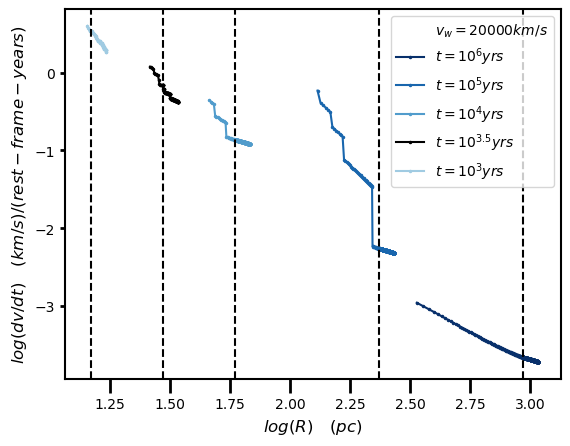 v_w = 20000km/s
t = 10^6 yrs
t = 10^5 yrs
t = 10^4 yrs
t = 10^3.5 yrs
t = 10^3 yrs
log(dv/dt) (km/s)/(rest − frame − years)
0
−1
−2
−3
1.25 1.50 1.75 2.00 2.25 2.50 2.75 3.00
log(R) (pc)